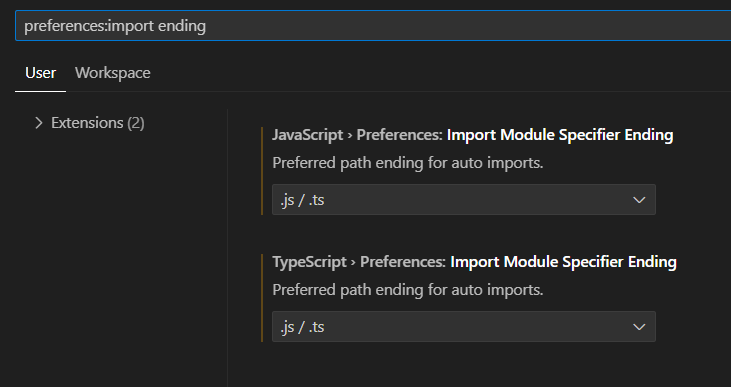 preferences:import ending
User Workspace
Extensions (2)
JavaScript › Preferences: Import Module Specifier Ending
Preferred path ending for auto imports.
.js / .ts
TypeScript › Preferences: Import Module Specifier Ending
Preferred path ending for auto imports.
.js / .ts